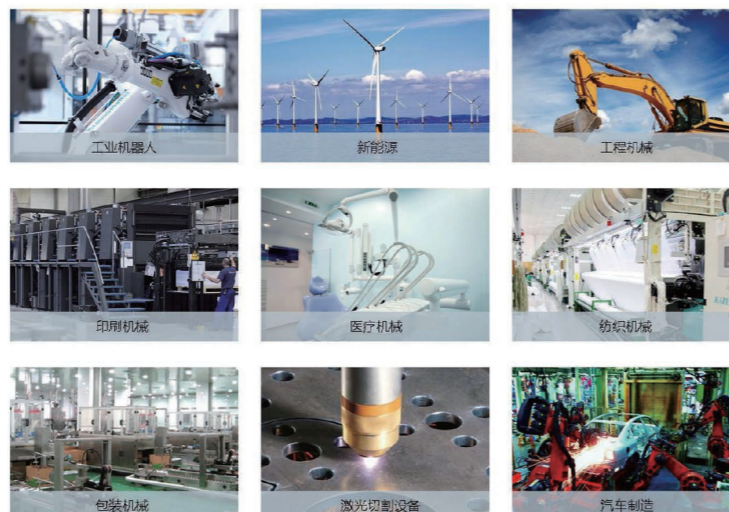 工业机器人
新能源
工程机械
印刷机械
医疗机械
纺织机械
包装机械
激光切割设备
汽车制造